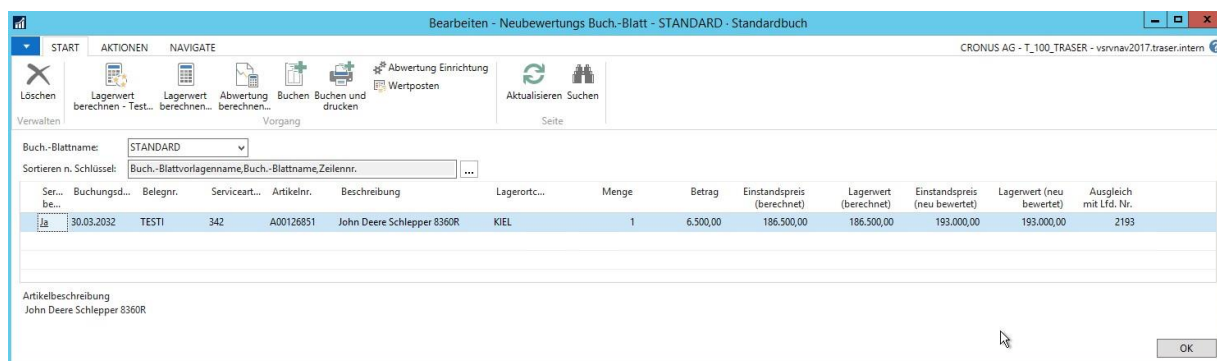 Bearbeiten - Neubewertungs Buch.-Blatt - STANDARD · Standardbuch
START AKTIONEN NAVIGATE CRONUS AG - T_100_TRASER - vsrvnav2017.traser.intern
Löschen
Lagerwert berechnen - Test...
Lagerwert berechnen...
Abwertung berechnen...
Buchen
Buchen und drucken
Abwertung Einrichtung
Wertposten
Aktualisieren
Suchen
Verwalten Vorgang Seite
Buch.-Blattname: STANDARD
Sortieren n. Schlüssel: Buch.-Blattvorlagenname,Buch.-Blattname,Zeilennr. ...
Ser... be... Buchungsd... Belegnr. Serviceart... Artikelnr. Beschreibung Lagerortc... Menge Betrag Einstandspreis (berechnet) Lagerwert (berechnet) Einstandspreis (neu bewertet) Lagerwert (neu bewertet) Ausgleich mit Lfd. Nr.
Ja 30.03.2032 TESTI 342 A00126851 John Deere Schlepper 8360R KIEL 1 6.500,00 186.500,00 186.500,00 193.000,00 193.000,00 2193
Artikelbeschreibung
John Deere Schlepper 8360R
OK